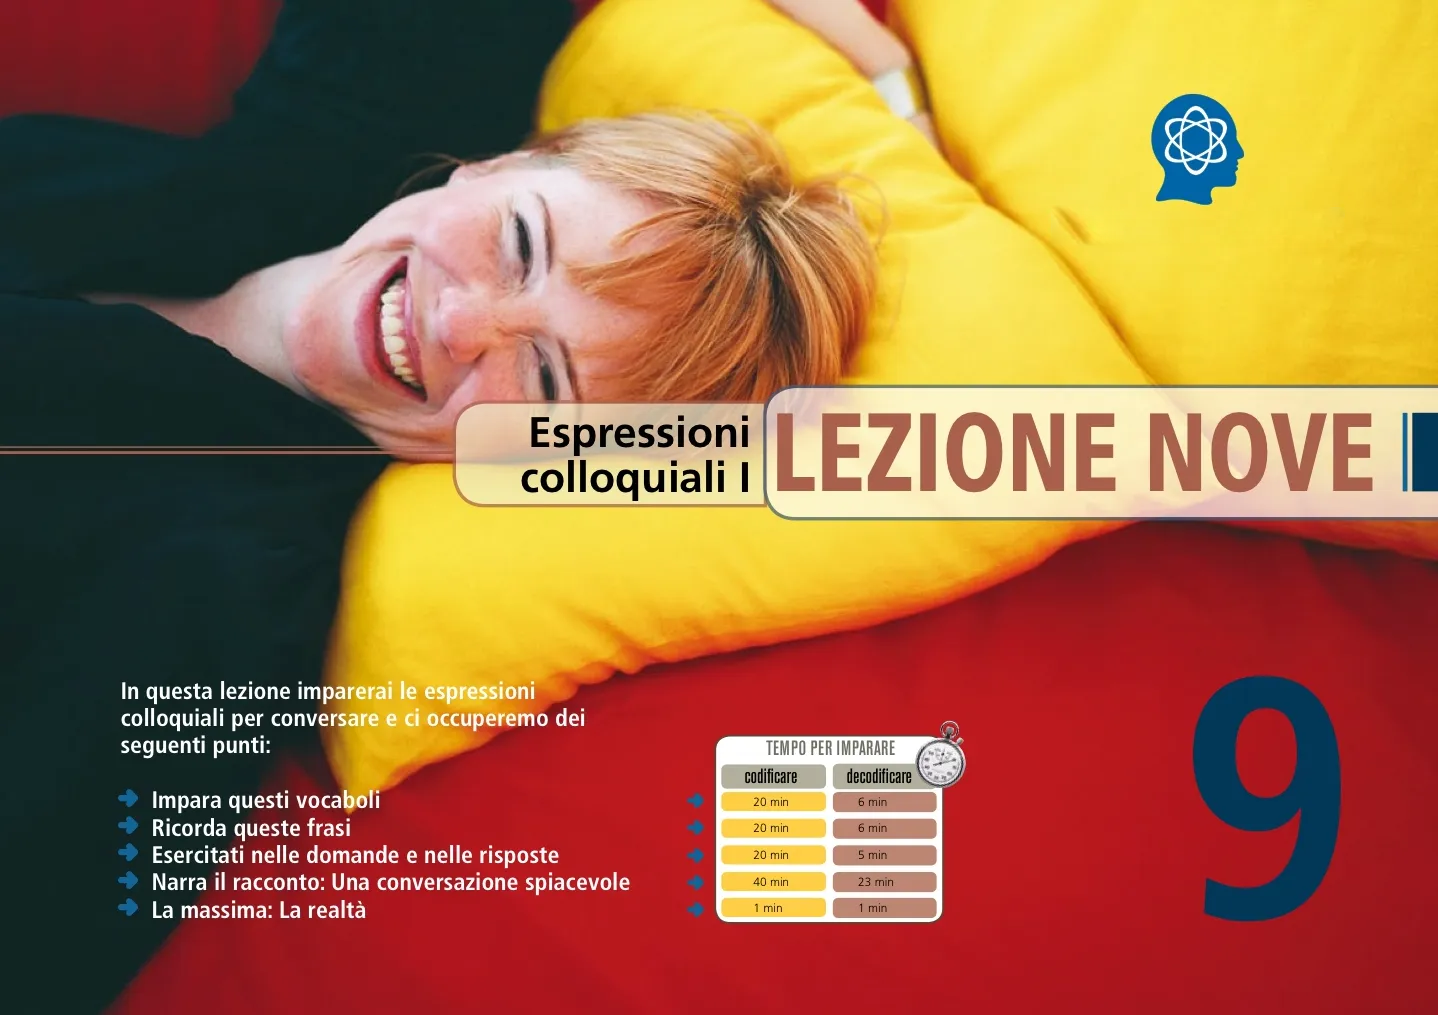 Espressioni
colloquiali I
LEZIONE NOVE
In questa lezione imparerai le espressioni
colloquiali per conversare e ci occuperemo dei
seguenti punti:
Impara questi vocaboli
Ricorda queste frasi
Esercitati nelle domande e nelle risposte
Narra il racconto: Una conversazione spiacevole
La massima: La realtà
TEMPO PER IMPARARE
codificare decodificare
20 min 6 min
20 min 6 min
20 min 5 min
40 min 23 min
1 min 1 min
9